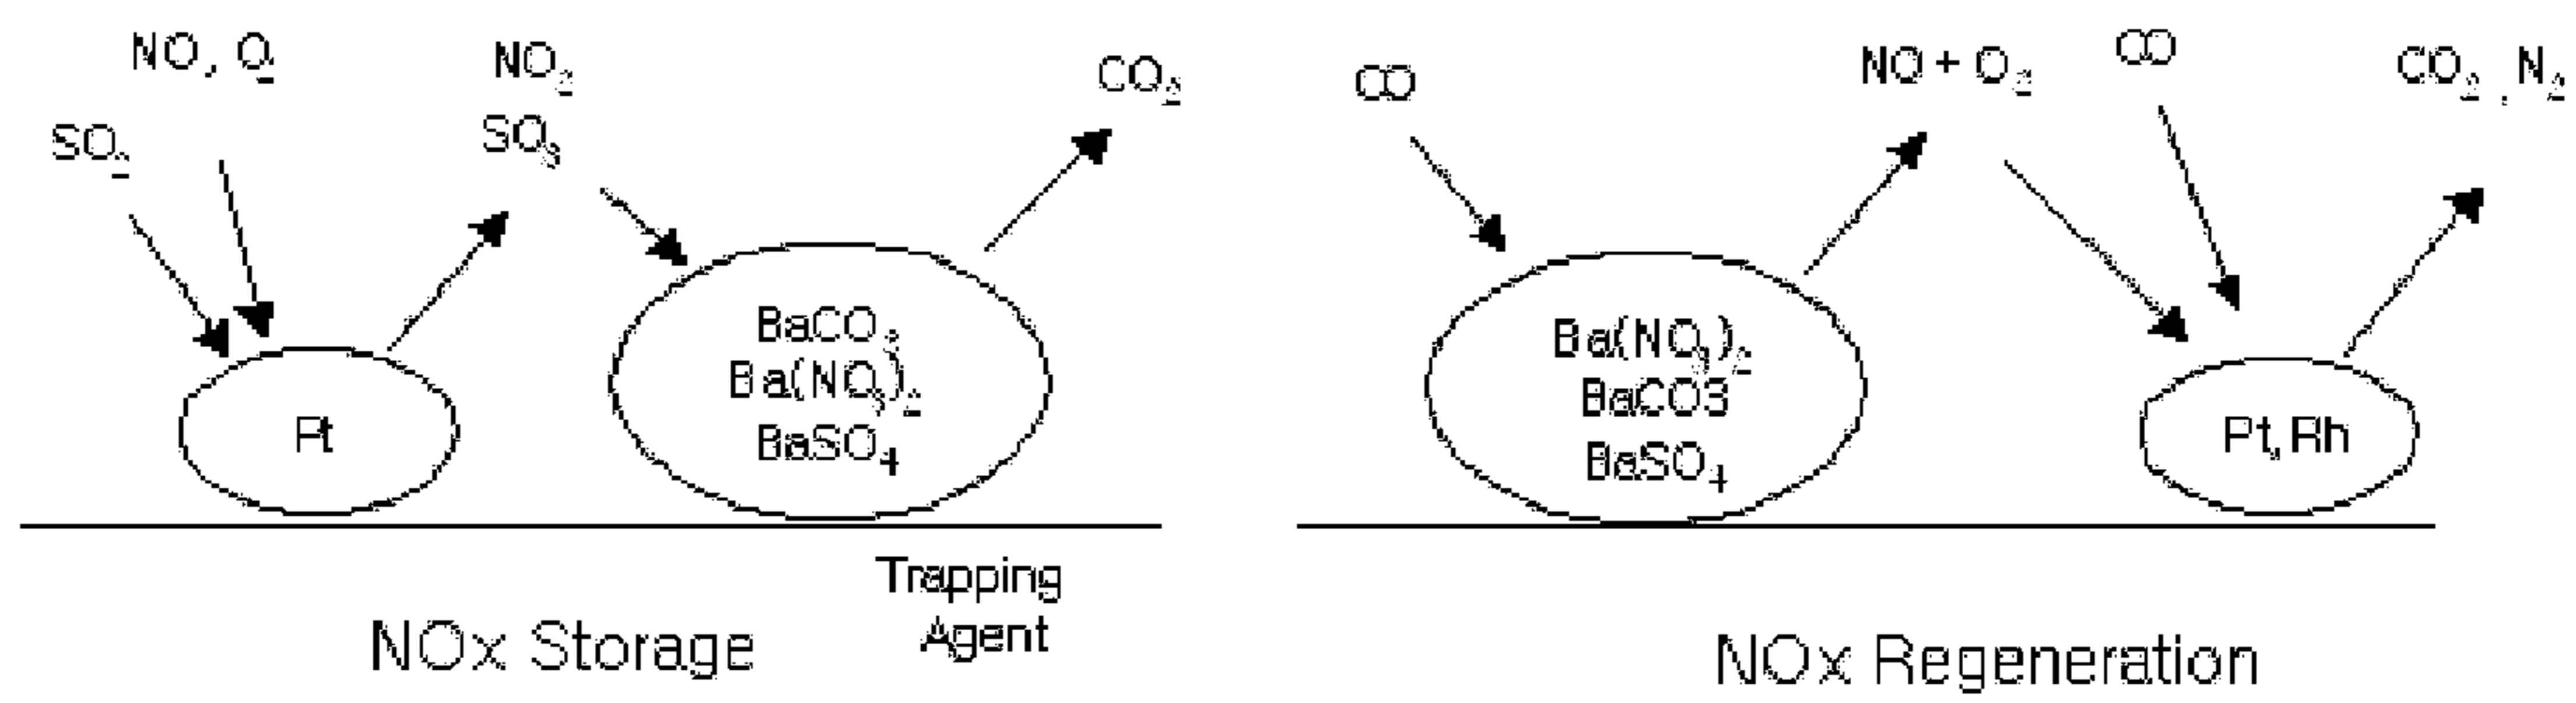 NO, O₂
SO₂
NO₂
SO₃
CO₂
Pt
BaCO₃
Ba(NO₃)₂
BaSO₄
Trapping
Agent
NOx Storage
CO
NO + O₂
CO
CO₂, N₂
Ba(NO₃)₂
BaCO3
BaSO₄
Pt, Rh
NOx Regeneration